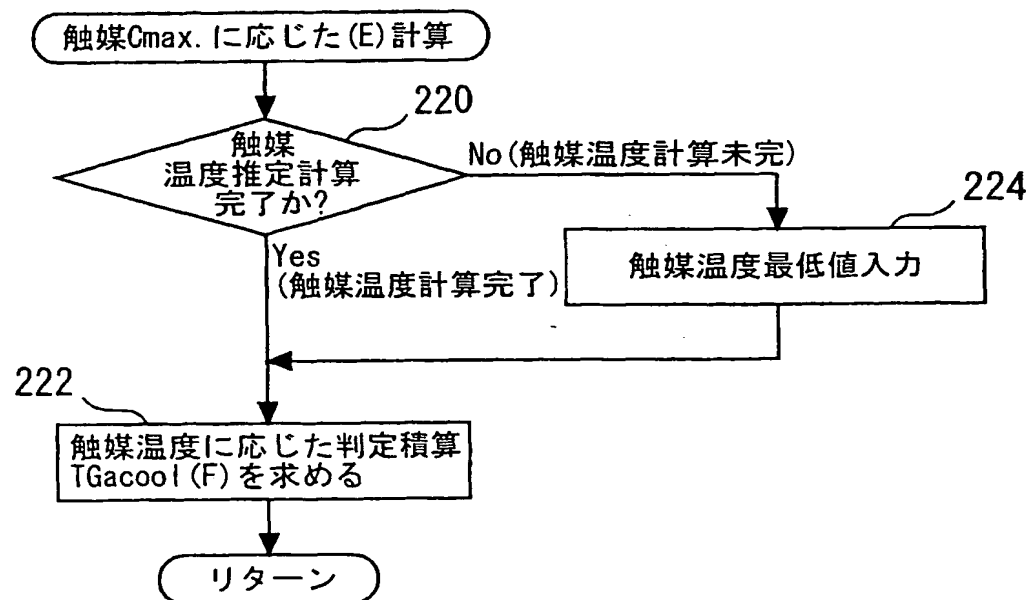 触媒Cmax.に応じた(E)計算
220
触媒
温度推定計算
完了か?
No(触媒温度計算未完)
224
触媒温度最低値入力
Yes
(触媒温度計算完了)
222
触媒温度に応じた判定積算
TGacool(F)を求める
リターン